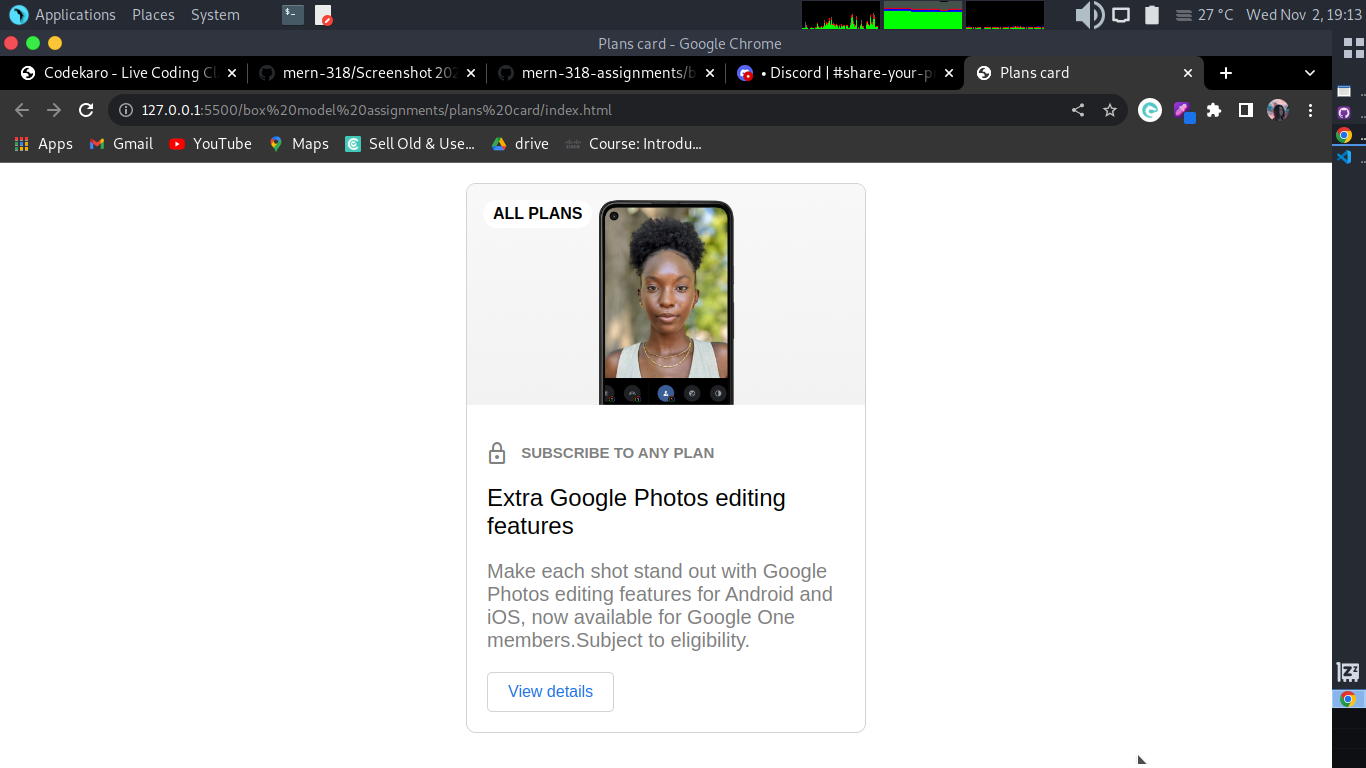 Applications Places System 27 °C Wed Nov 2, 19:13
Plans card - Google Chrome
Codekaro - Live Coding Cl mern-318/Screenshot 202 mern-318-assignments/b • Discord | #share-your-p Plans card
127.0.0.1:5500/box%20model%20assignments/plans%20card/index.html
Apps Gmail YouTube Maps Sell Old & Use... drive Course: Introdu...
ALL PLANS
SUBSCRIBE TO ANY PLAN
Extra Google Photos editing
features
Make each shot stand out with Google
Photos editing features for Android and
iOS, now available for Google One
members.Subject to eligibility.
View details